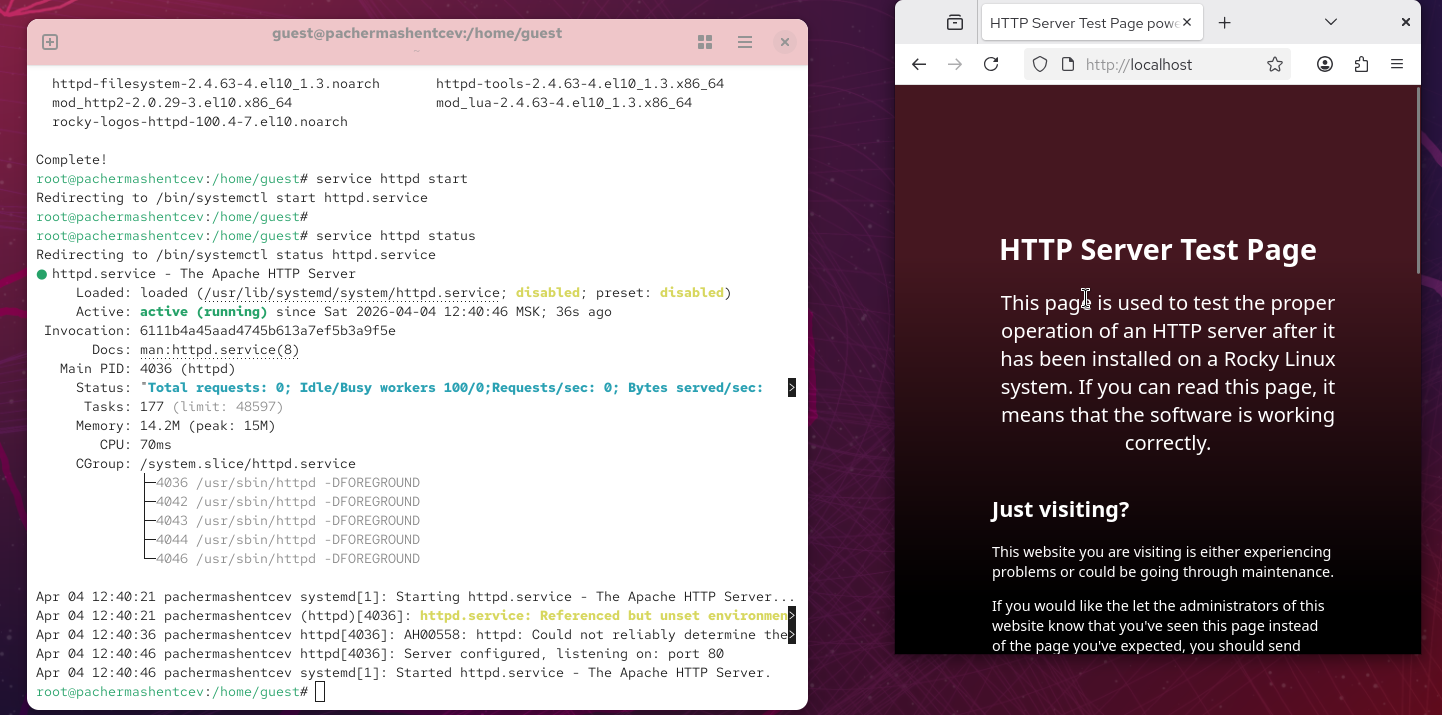 guest@pachermashentcev:/home/guest
~
httpd-filesystem-2.4.63-4.el10_1.3.noarch httpd-tools-2.4.63-4.el10_1.3.x86_64
mod_http2-2.0.29-3.el10.x86_64 mod_lua-2.4.63-4.el10_1.3.x86_64
rocky-logos-httpd-100.4-7.el10.noarch
Complete!
root@pachermashentcev:/home/guest# service httpd start
Redirecting to /bin/systemctl start httpd.service
root@pachermashentcev:/home/guest#
root@pachermashentcev:/home/guest# service httpd status
Redirecting to /bin/systemctl status httpd.service
● httpd.service - The Apache HTTP Server
Loaded: loaded (/usr/lib/systemd/system/httpd.service; disabled; preset: disabled)
Active: active (running) since Sat 2026-04-04 12:40:46 MSK; 36s ago
Invocation: 6111b4a45aad4745b613a7ef5b3a9f5e
Docs: man:httpd.service(8)
Main PID: 4036 (httpd)
Status: "Total requests: 0; Idle/Busy workers 100/0;Requests/sec: 0; Bytes served/sec: >
Tasks: 177 (limit: 48597)
Memory: 14.2M (peak: 15M)
CPU: 70ms
CGroup: /system.slice/httpd.service
├─4036 /usr/sbin/httpd -DFOREGROUND
├─4042 /usr/sbin/httpd -DFOREGROUND
├─4043 /usr/sbin/httpd -DFOREGROUND
├─4044 /usr/sbin/httpd -DFOREGROUND
└─4046 /usr/sbin/httpd -DFOREGROUND
Apr 04 12:40:21 pachermashentcev systemd[1]: Starting httpd.service - The Apache HTTP Server...
Apr 04 12:40:21 pachermashentcev (httpd)[4036]: httpd.service: Referenced but unset environmen>
Apr 04 12:40:36 pachermashentcev httpd[4036]: AH00558: httpd: Could not reliably determine the>
Apr 04 12:40:46 pachermashentcev httpd[4036]: Server configured, listening on: port 80
Apr 04 12:40:46 pachermashentcev systemd[1]: Started httpd.service - The Apache HTTP Server.
root@pachermashentcev:/home/guest#
HTTP Server Test Page powe
http://localhost
HTTP Server Test Page
This page is used to test the proper
operation of an HTTP server after it
has been installed on a Rocky Linux
system. If you can read this page, it
means that the software is working
correctly.
Just visiting?
This website you are visiting is either experiencing
problems or could be going through maintenance.
If you would like the let the administrators of this
website know that you've seen this page instead
of the page you've expected, you should send